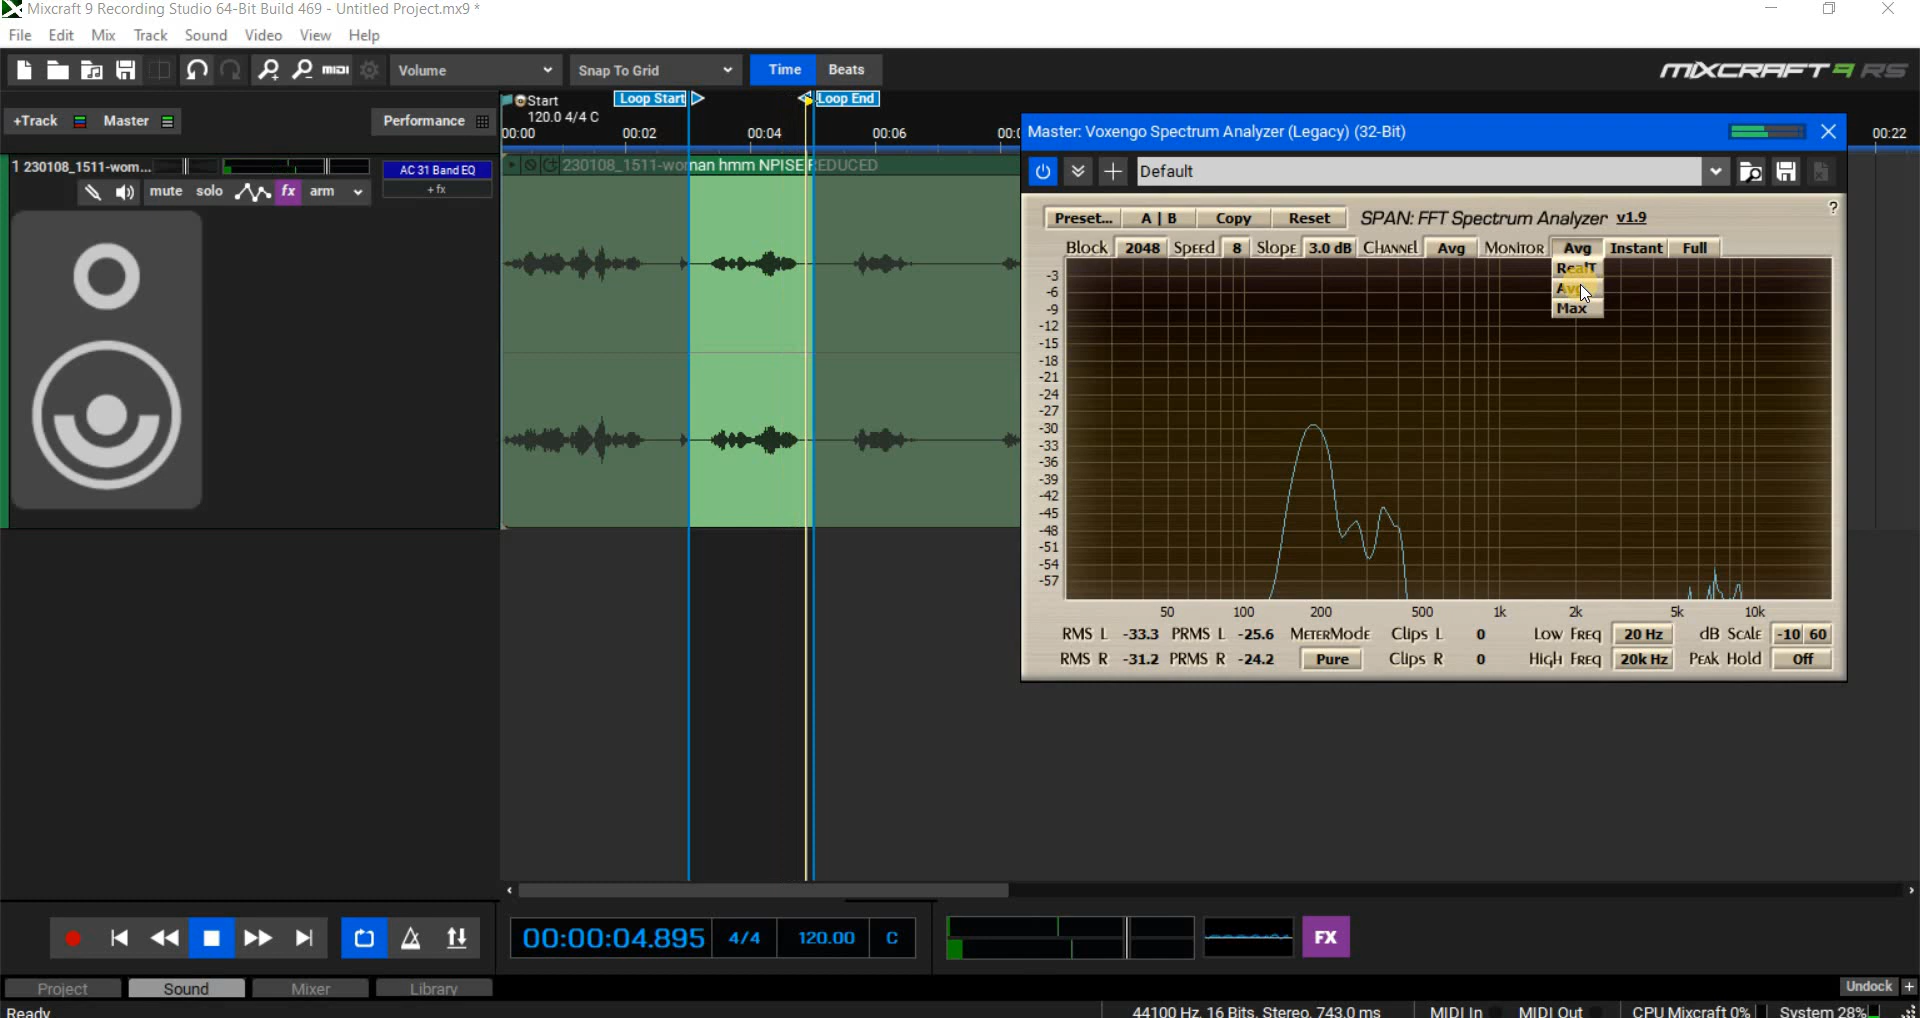 Mixcraft 9 Recording Studio 64-Bit Build 469 - Untitled Project.mx9 *
File Edit Mix Track Sound Video View Help
MIDI Volume Snap To Grid Time Beats MIXCRAFT 9 RS
+Track Master Performance
Start Loop Start Loop End
120.0 4/4 C
00:00 00:02 00:04 00:06 00:22
1 230108_1511-wom... AC 31 Band EQ
mute solo fx arm + fx
230108_1511-woman hmm NPISE REDUCED
Master: Voxengo Spectrum Analyzer (Legacy) (32-Bit)
Default
?
Preset... A | B Copy Reset SPAN: FFT Spectrum Analyzer v1.9
Block 2048 Speed 8 Slope 3.0 dB Channel Avg Monitor Avg Instant Full
RealT
Avg
Max
-3
-6
-9
-12
-15
-18
-21
-24
-27
-30
-33
-36
-39
-42
-45
-48
-51
-54
-57
50 100 200 500 1k 2k 5k 10k
RMS L -33.3 PRMS L -25.6 MeterMode Clips L 0 Low Freq 20 Hz dB Scale -10 60
RMS R -31.2 PRMS R -24.2 Pure Clips R 0 High Freq 20k Hz Peak Hold Off
00:00:04.895 4/4 120.00 C FX
Project Sound Mixer Library Undock +
Ready 44100 Hz, 16 Bits, Stereo, 743.0 ms MIDI In MIDI Out CPU Mixcraft 0% System 28%